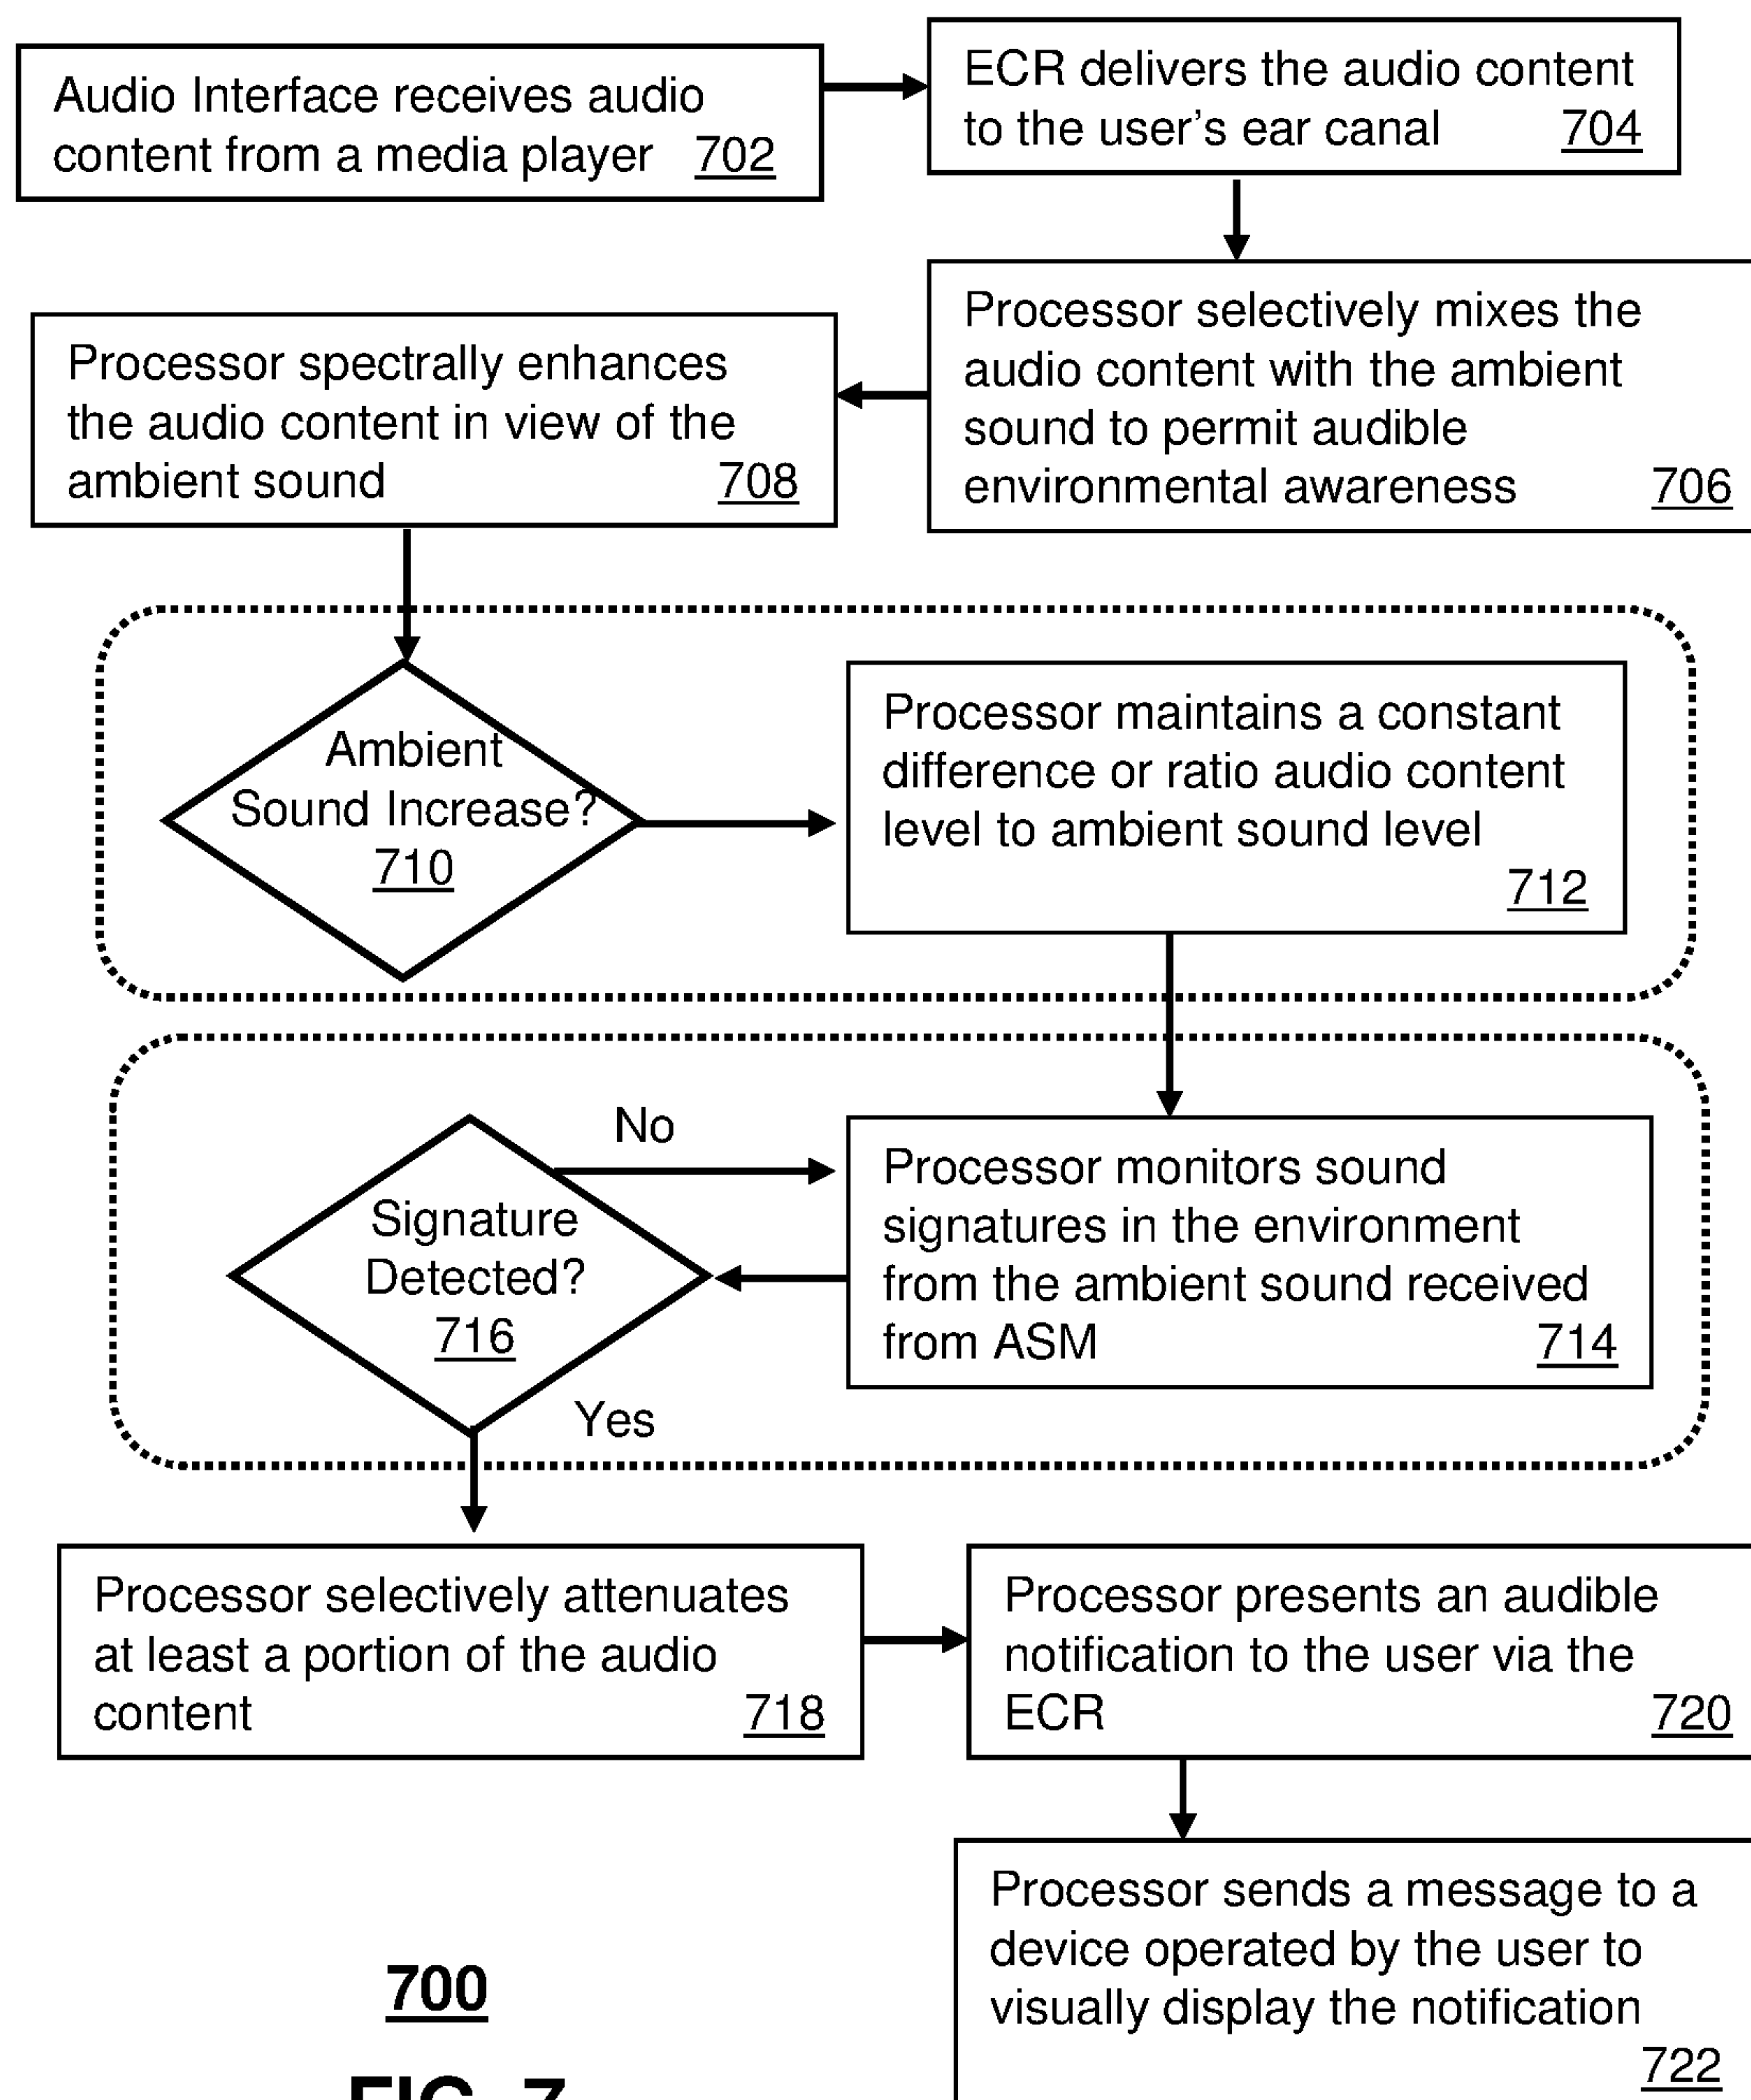 Audio Interface receives audio
content from a media player 702
ECR delivers the audio content
to the user's ear canal 704
Processor selectively mixes the
audio content with the ambient
sound to permit audible
environmental awareness 706
Processor spectrally enhances
the audio content in view of the
ambient sound 708
Ambient
Sound Increase?
710
Processor maintains a constant
difference or ratio audio content
level to ambient sound level
712
No
Signature
Detected?
716
Yes
Processor monitors sound
signatures in the environment
from the ambient sound received
from ASM 714
Processor selectively attenuates
at least a portion of the audio
content 718
Processor presents an audible
notification to the user via the
ECR 720
Processor sends a message to a
device operated by the user to
visually display the notification
722
700
FIG. 7